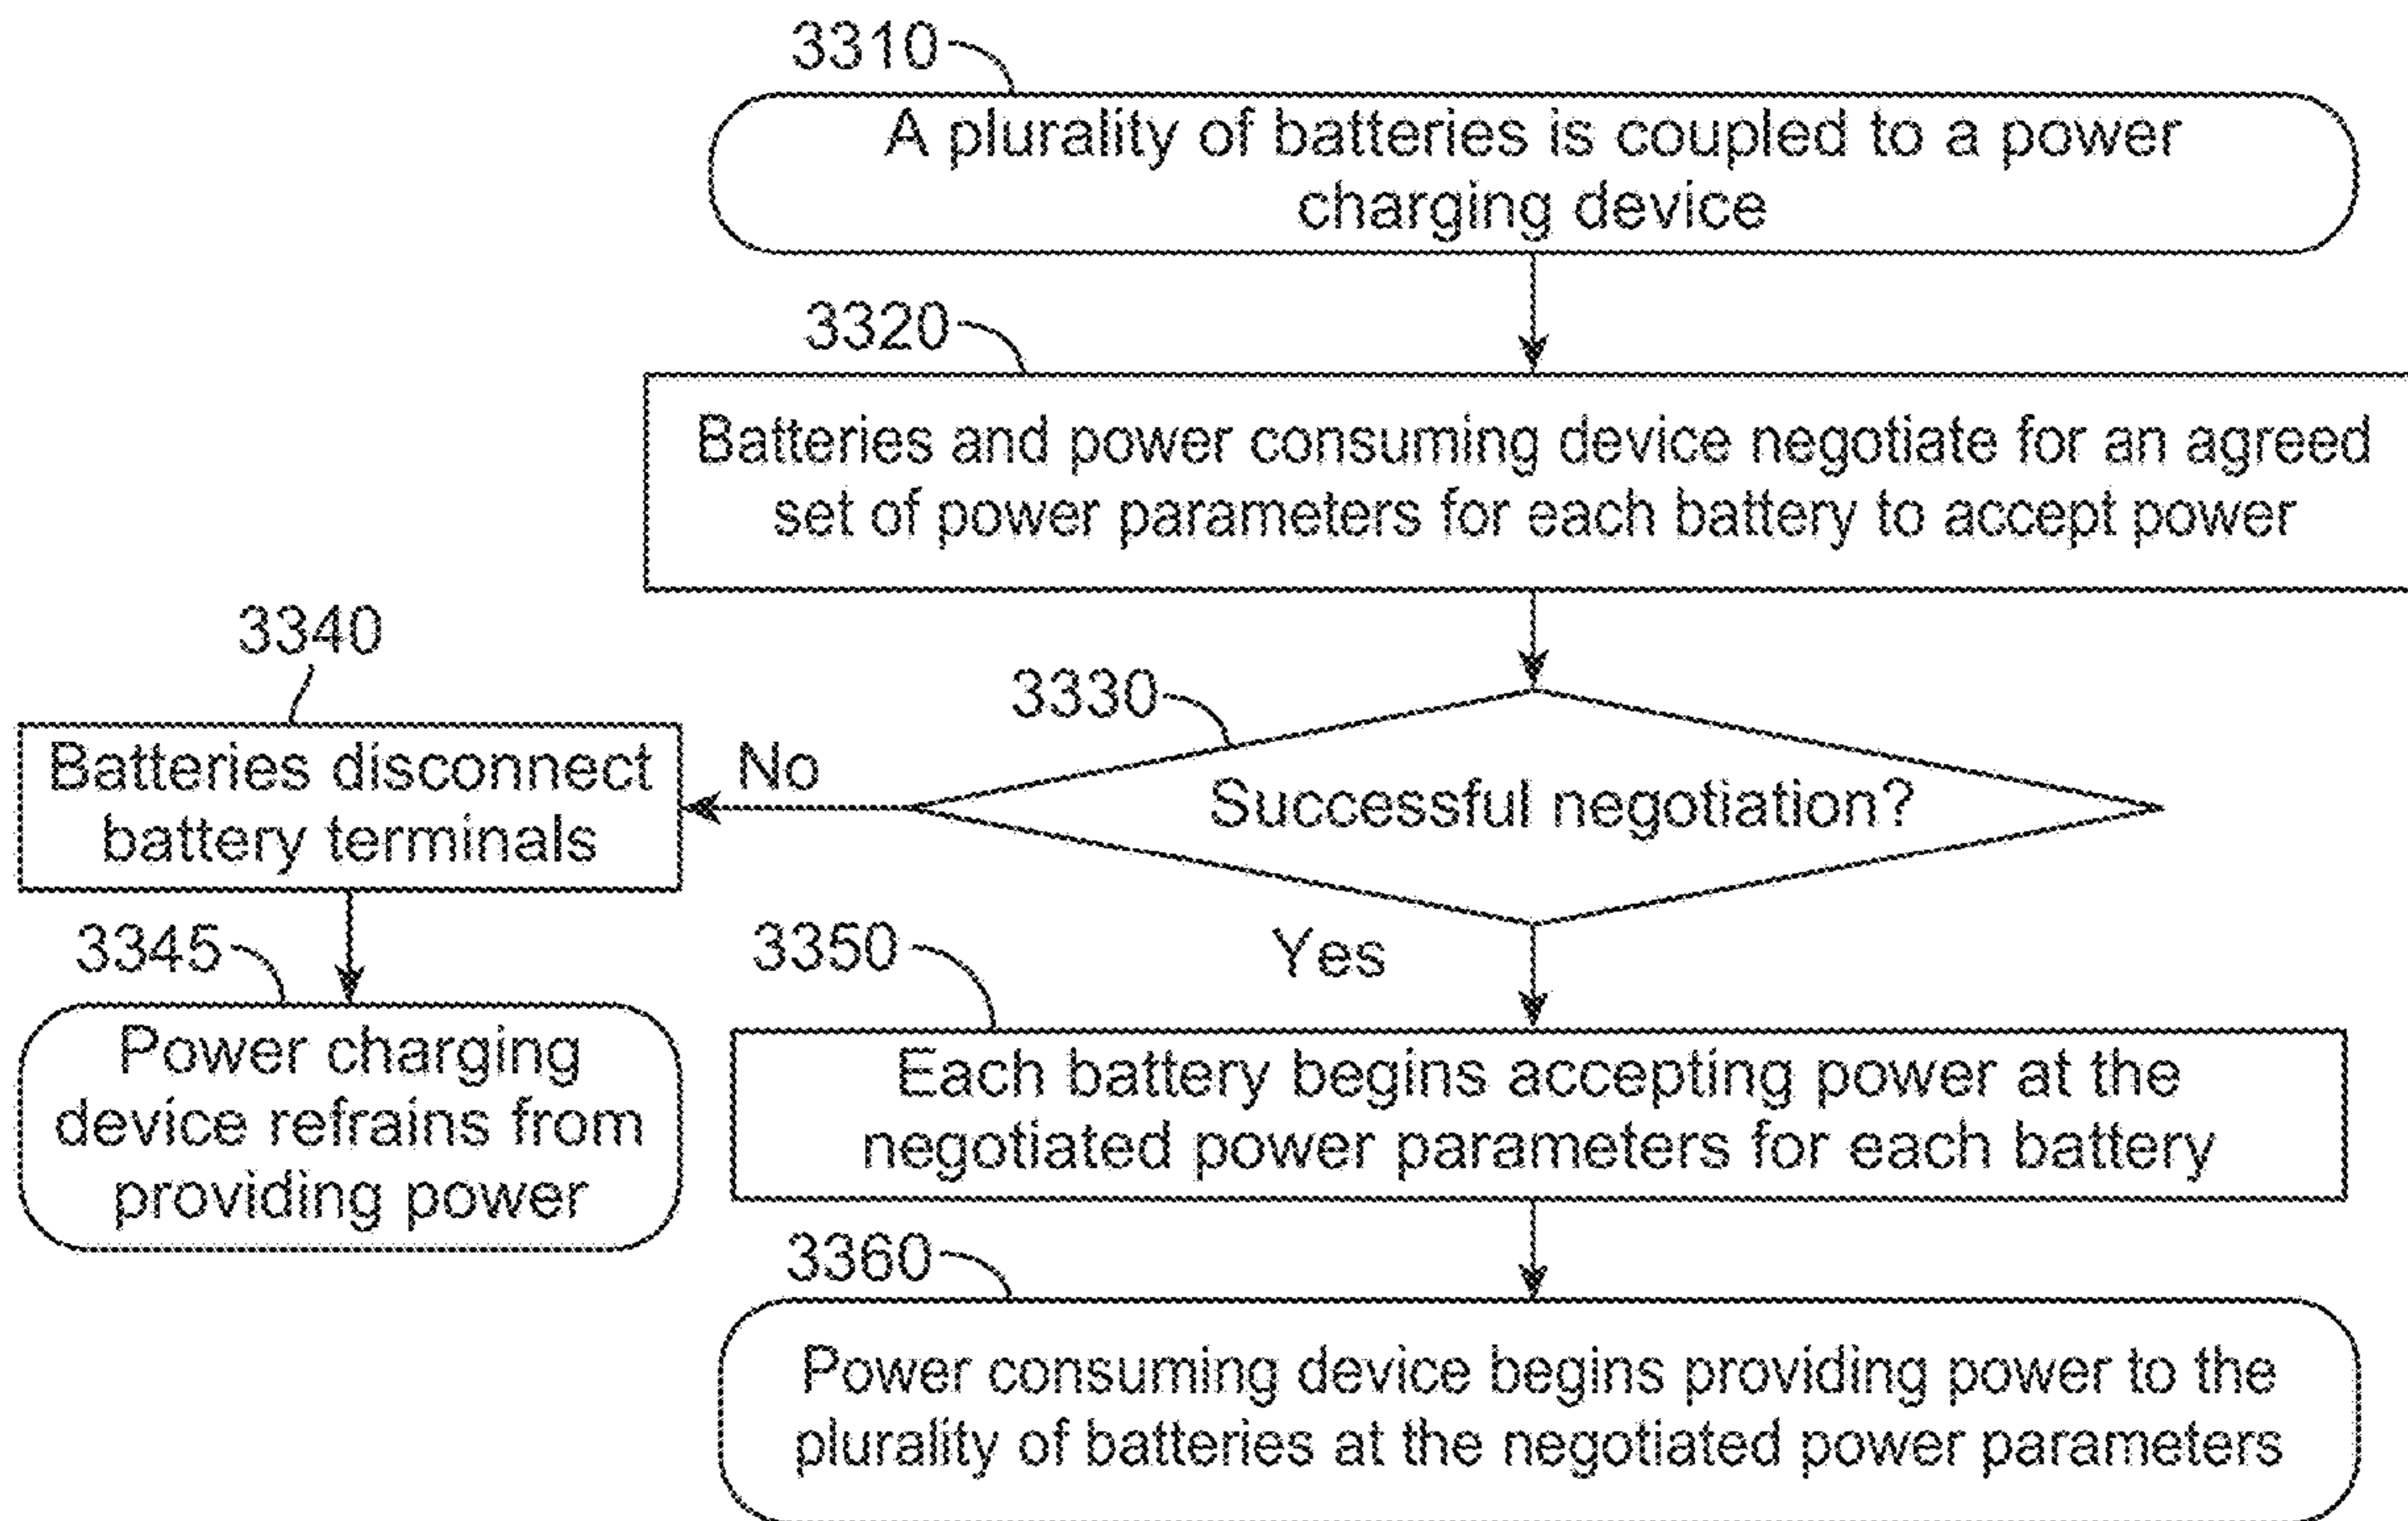 3310
A plurality of batteries is coupled to a power
charging device
3320
Batteries and power consuming device negotiate for an agreed
set of power parameters for each battery to accept power
3330
Successful negotiation?
No
3340
Batteries disconnect
battery terminals
3345
Power charging
device refrains from
providing power
Yes
3350
Each battery begins accepting power at the
negotiated power parameters for each battery
3360
Power consuming device begins providing power to the
plurality of batteries at the negotiated power parameters